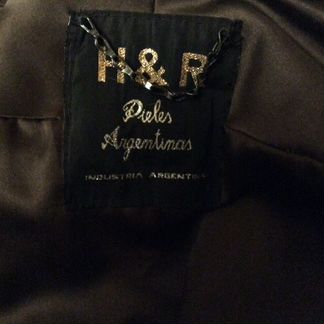 H & R
Pieles
Argentinas
INDUSTRIA ARGENTINA